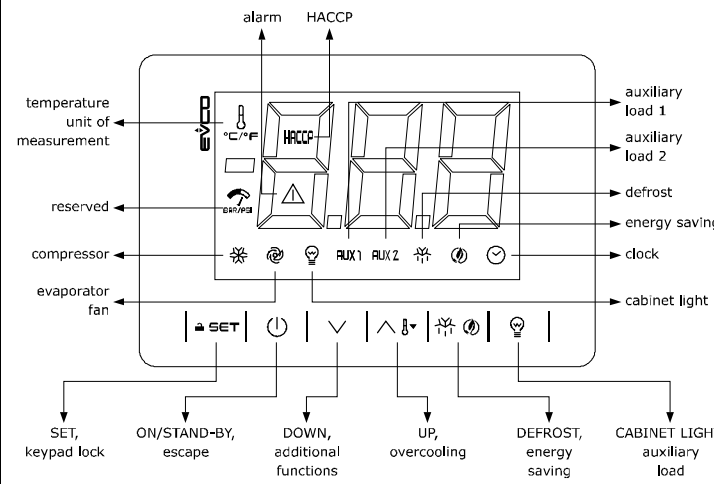 alarm HACCP
temperature
unit of
measurement
auxiliary
load 1
auxiliary
load 2
EVCO
°C/°F
HACCP
reserved
BAR/PSI
defrost
energy saving
compressor
AUX 1 AUX 2
clock
evaporator
fan
cabinet light
SET
SET,
keypad lock
ON/STAND-BY,
escape
DOWN,
additional
functions
UP,
overcooling
DEFROST,
energy
saving
CABINET LIGH
auxiliary
load